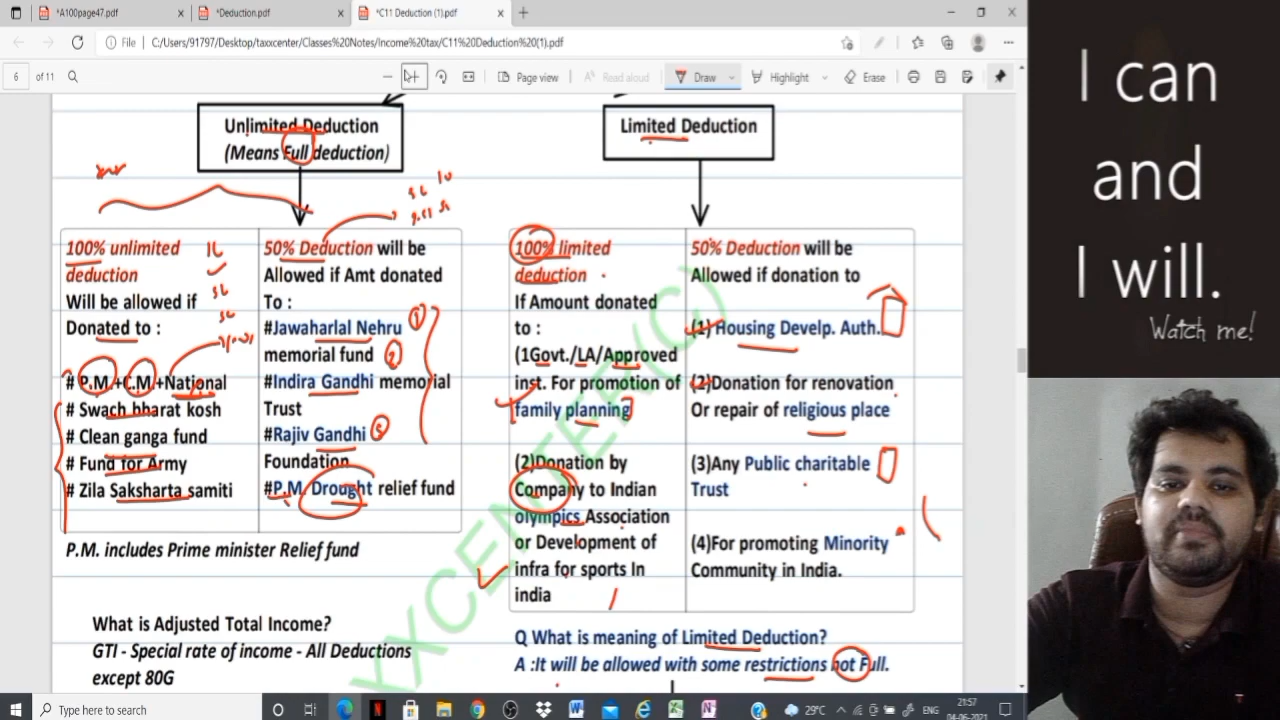 *A100page47.pdf
*Deduction.pdf
*C11 Deduction (1).pdf
File
C:/Users/91797/Desktop/taxxcenter/Classes%20Notes/Income%20tax/C11%20Deduction%20(1).pdf
6 of 11
Page view
Read aloud
Draw
Highlight
Erase
Unlimited Deduction
(Means Full deduction)
Limited Deduction
100% unlimited
deduction
Will be allowed if
Donated to :
# P.M +C.M +National
# Swach bharat kosh
# Clean ganga fund
# Fund for Army
# Zila Saksharta samiti
50% Deduction will be
Allowed if Amt donated
To :
#Jawaharlal Nehru
memorial fund
#Indira Gandhi memorial
Trust
#Rajiv Gandhi
Foundation
#P.M. Drought relief fund
100% limited
deduction
If Amount donated
to :
(1Govt./LA/Approved
inst. For promotion of
family planning
(2)Donation by
Company to Indian
olympics Association
or Development of
infra for sports In
india
50% Deduction will be
Allowed if donation to
(1) Housing Develp. Auth.
(2)Donation for renovation
Or repair of religious place
(3)Any Public charitable
Trust
(4)For promoting Minority
Community in India.
P.M. includes Prime minister Relief fund
What is Adjusted Total Income?
GTI - Special rate of income - All Deductions
except 80G
Q What is meaning of Limited Deduction?
A :It will be allowed with some restrictions not Full.
XXCENTER(C)
I can
and
I will.
Watch me!
Type here to search
29°C
ENG
21:57
04-06-2021